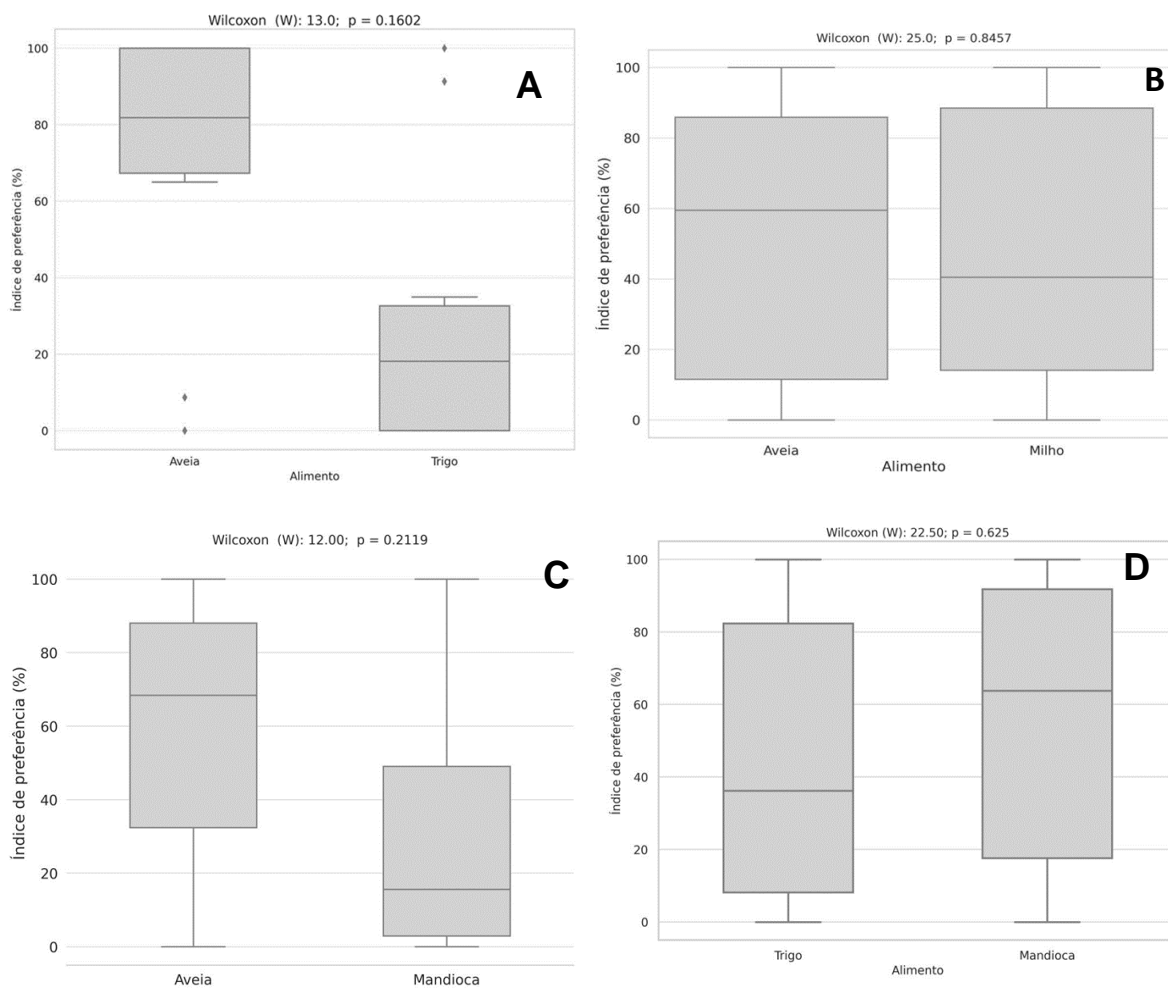 Wilcoxon (W): 13.0; p = 0.1602
A
Índice de preferência (%)
100
80
60
40
20
0
Aveia Trigo
Alimento
Wilcoxon (W): 25.0; p = 0.8457
B
Índice de preferência (%)
100
80
60
40
20
0
Aveia Milho
Alimento
Wilcoxon (W): 12.00; p = 0.2119
C
Índice de preferência (%)
100
80
60
40
20
0
Aveia Mandioca
Wilcoxon (W): 22.50; p = 0.625
D
Índice de preferência (%)
100
80
60
40
20
0
Trigo Mandioca
Alimento